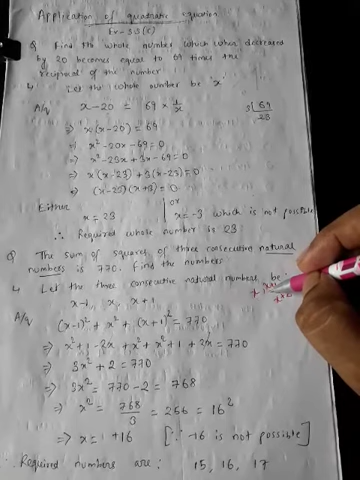 Application of quadratic equation
Ex-3.3(C)
Q Find the whole number which when decreased
by 20 becomes equal to 69 times the
reciprocal of the number
↳ Let the whole number be 'x'
A/q x-20 = 69 × 1/x
3|69
23
⇒ x(x-20) = 69
⇒ x²-20x-69=0
⇒ x²-23x+3x-69=0
⇒ x(x-23)+3(x-23)=0
⇒ (x-23)(x+3)=0
Either | or
x=23 | x=-3 which is not possible
∴ Required whose number is 23
Q The sum of squares of three consecutive natural
numbers is 770. Find the numbers
↳ Let the three consecutive natural numbers be
x-1, x, x+1
A/q (x-1)²+x²+(x+1)²=770
⇒ x²+1-2x+x²+x²+1+2x=770
⇒ 3x²+2=770
⇒ 3x²=770-2=768
⇒ x²=768/3=256=16²
⇒ x=+16 [∵ -16 is not possible]
∴ Required numbers are: 15, 16, 17